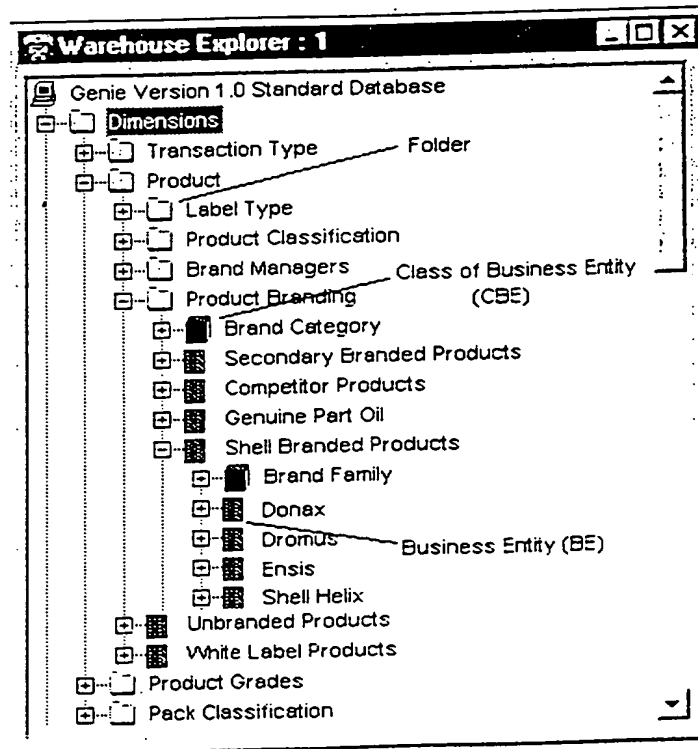 Warehouse Explorer : 1
Genie Version 1.0 Standard Database
Dimensions
Transaction Type
Folder
Product
Label Type
Product Classification
Brand Managers
Class of Business Entity
(CBE)
Product Branding
Brand Category
Secondary Branded Products
Competitor Products
Genuine Part Oil
Shell Branded Products
Brand Family
Donax
Dromus
Business Entity (BE)
Ensis
Shell Helix
Unbranded Products
White Label Products
Product Grades
Pack Classification